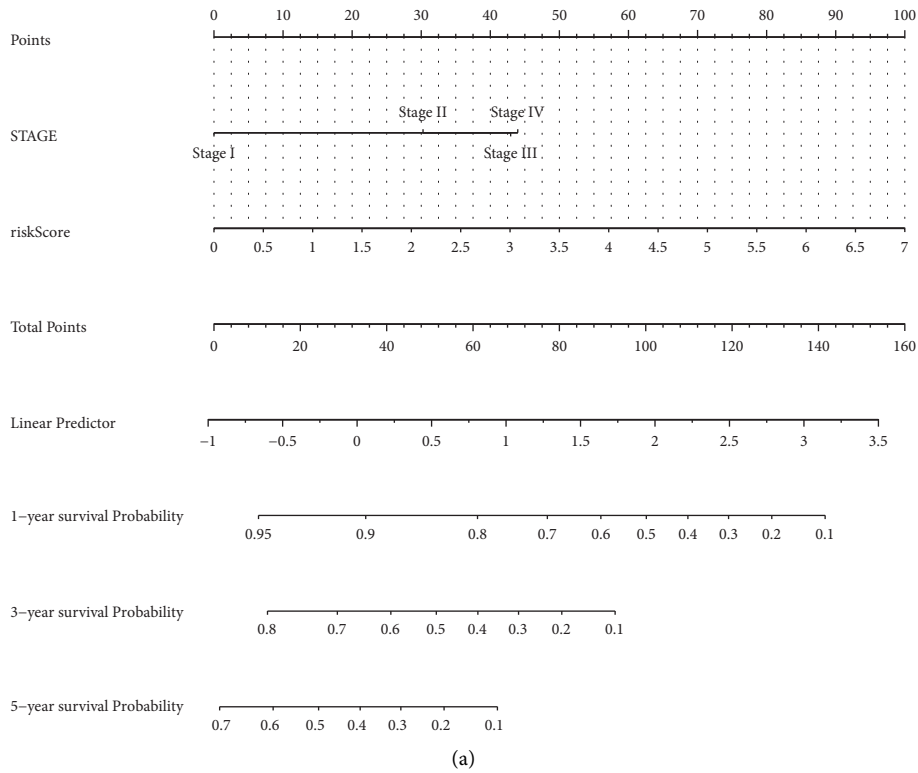 0 10 20 30 40 50 60 70 80 90 100
Points
Stage II Stage IV
STAGE
Stage I Stage III
riskScore
0 0.5 1 1.5 2 2.5 3 3.5 4 4.5 5 5.5 6 6.5 7
Total Points
0 20 40 60 80 100 120 140 160
Linear Predictor
−1 −0.5 0 0.5 1 1.5 2 2.5 3 3.5
1−year survival Probability
0.95 0.9 0.8 0.7 0.6 0.5 0.4 0.3 0.2 0.1
3−year survival Probability
0.8 0.7 0.6 0.5 0.4 0.3 0.2 0.1
5−year survival Probability
0.7 0.6 0.5 0.4 0.3 0.2 0.1
(a)